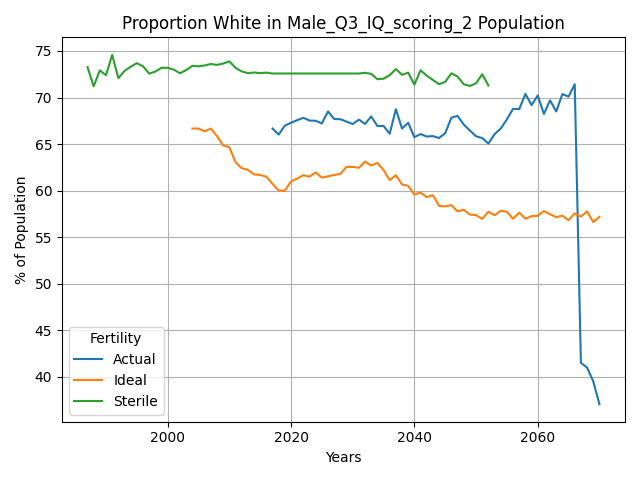 Proportion White in Male_Q3_IQ_scoring_2 Population
% of Population
75
70
65
60
55
50
45
40
Fertility
Actual
Ideal
Sterile
2000
2020
2040
2060
Years